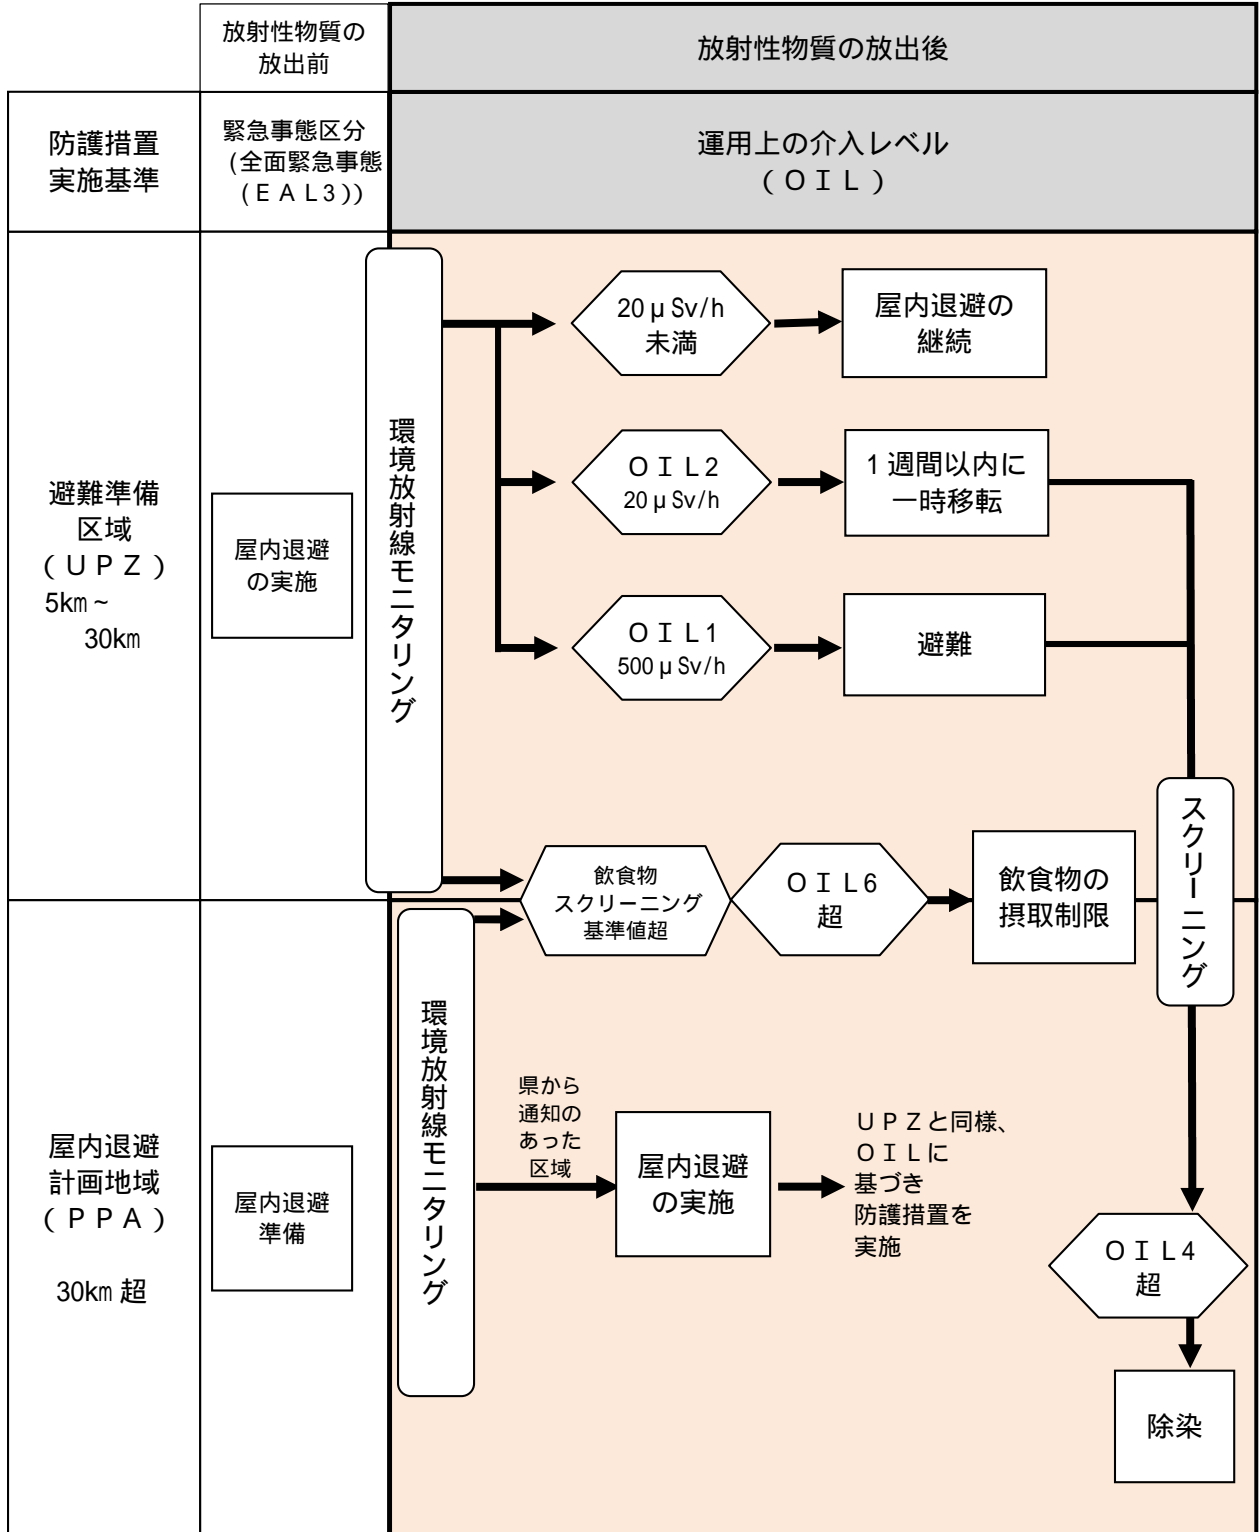 放射性物質の
放出前
放射性物質の放出後
防護措置
実施基準
緊急事態区分
(全面緊急事態
(ＥＡＬ3))
運用上の介入レベル
(ＯＩＬ)
避難準備
区域
(ＵＰＺ)
5㎞~
30㎞
屋内退避
の実施
環境放射線モニタリング
20μSv/h
未満
屋内退避の
継続
ＯＩＬ2
20μSv/h
1週間以内に
一時移転
ＯＩＬ1
500μSv/h
避難
飲食物
スクリーニング
基準値超
ＯＩＬ6
超
飲食物の
摂取制限
スクリーニング
屋内退避
計画地域
(ＰＰＡ)
30㎞超
屋内退避
準備
環境放射線モニタリング
県から
通知の
あった
区域
屋内退避
の実施
ＵＰＺと同様、
ＯＩＬに
基づき
防護措置を
実施
ＯＩＬ4
超
除染